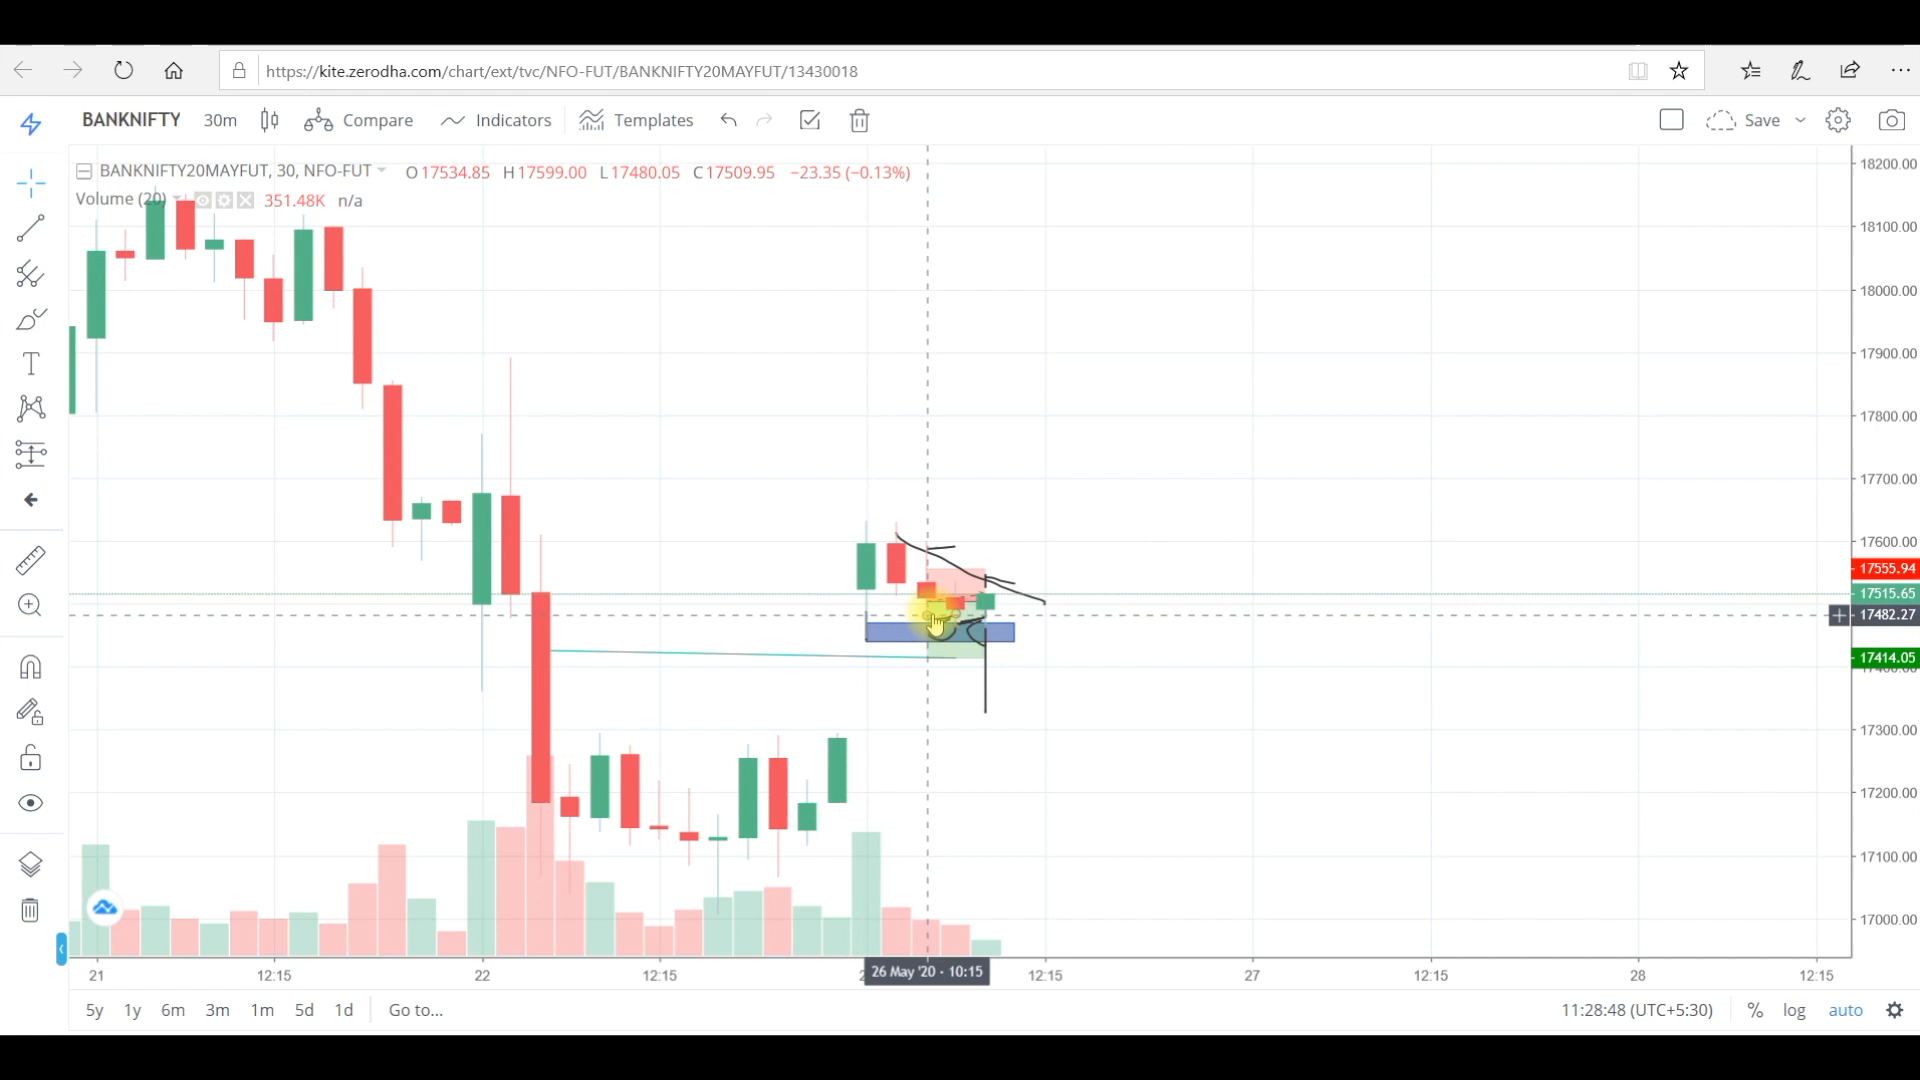 https://kite.zerodha.com/chart/ext/tvc/NFO-FUT/BANKNIFTY20MAYFUT/13430018
BANKNIFTY 30m Compare Indicators Templates Save
BANKNIFTY20MAYFUT, 30, NFO-FUT O17534.85 H17599.00 L17480.05 C17509.95 −23.35 (−0.13%)
Volume (20) 351.48K n/a
18200.00
18100.00
18000.00
17900.00
17800.00
17700.00
17600.00
17555.94
17515.65
17482.27
17414.05
17300.00
17200.00
17100.00
17000.00
21 12:15 22 12:15 26 May '20 - 10:15 12:15 27 12:15 28 12:15
5y 1y 6m 3m 1m 5d 1d Go to... 11:28:48 (UTC+5:30) % log auto